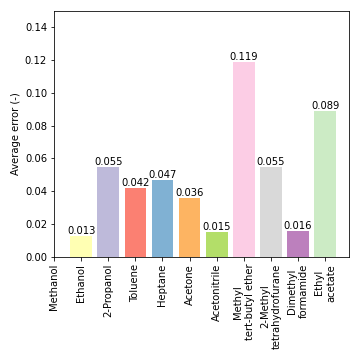 0.14
0.12
0.10
0.08
0.06
0.04
0.02
0.00
Average error (-)
0.013
0.055
0.042
0.047
0.036
0.015
0.119
0.055
0.016
0.089
Methanol
Ethanol
2-Propanol
Toluene
Heptane
Acetone
Acetonitrile
Methyl
tert-butyl ether
2-Methyl
tetrahydrofurane
Dimethyl
formamide
Ethyl
acetate